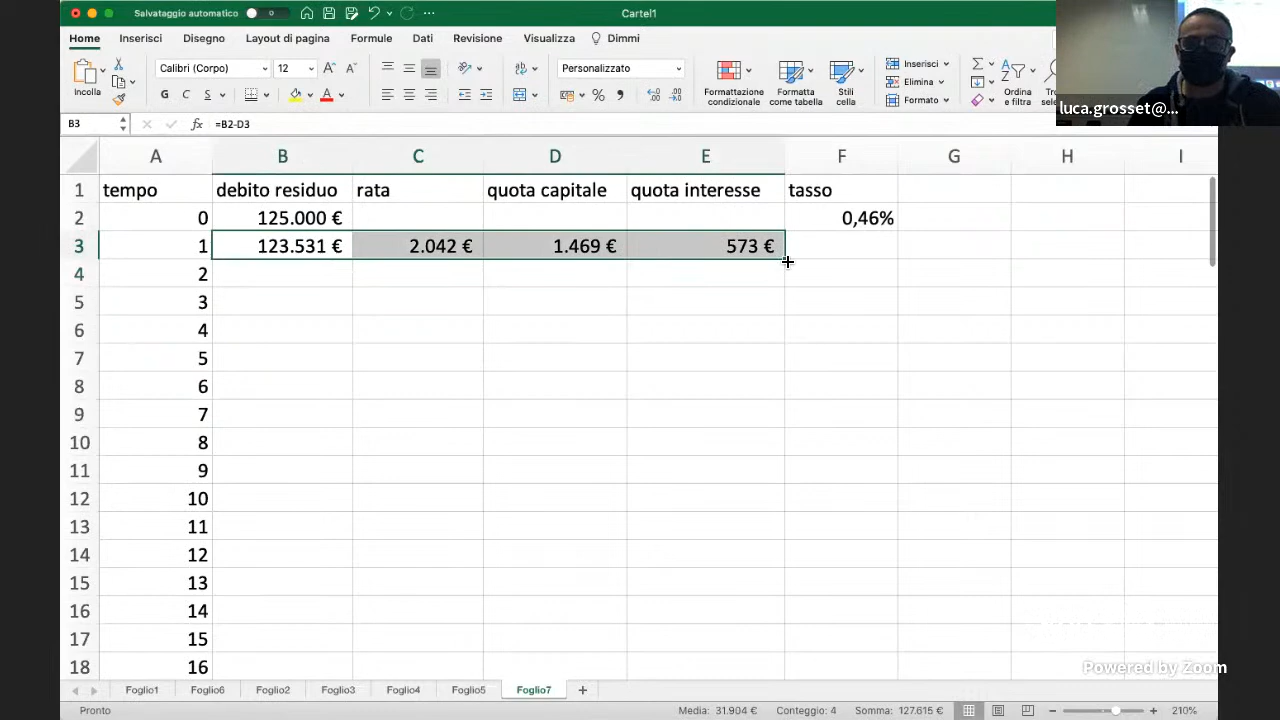 Salvataggio automatico
Cartel1
Home Inserisci Disegno Layout di pagina Formule Dati Revisione Visualizza Dimmi
Incolla
Calibri (Corpo) 12
G C S
Personalizzato
Formattazione condizionale
Formatta come tabella
Stili cella
Inserisci
Elimina
Formato
Ordina e filtra
luca.grosset@...
B3 fx =B2-D3
A B C D E F G H I
1 tempo debito residuo rata quota capitale quota interesse tasso
2 0 125.000 € 0,46%
3 1 123.531 € 2.042 € 1.469 € 573 €
4 2
5 3
6 4
7 5
8 6
9 7
10 8
11 9
12 10
13 11
14 12
15 13
16 14
17 15
18 16
Powered by Zoom
Foglio1 Foglio6 Foglio2 Foglio3 Foglio4 Foglio5 Foglio7
Pronto Media: 31.904 € Conteggio: 4 Somma: 127.615 € 210%